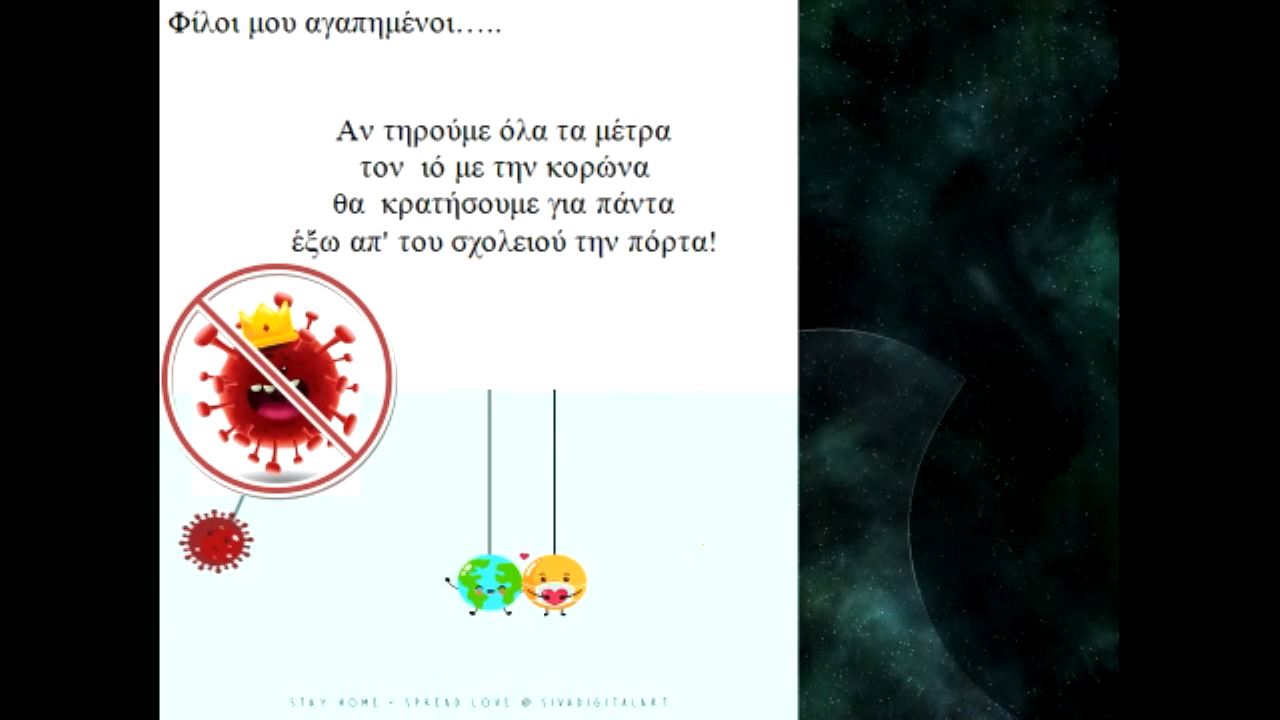 Φίλοι μου αγαπημένοι…..
Αν τηρούμε όλα τα μέτρα
τον ιό με την κορώνα
θα κρατήσουμε για πάντα
έξω απ' του σχολειού την πόρτα!
STAY HOME - SPREAD LOVE @ SIVADIGITALART